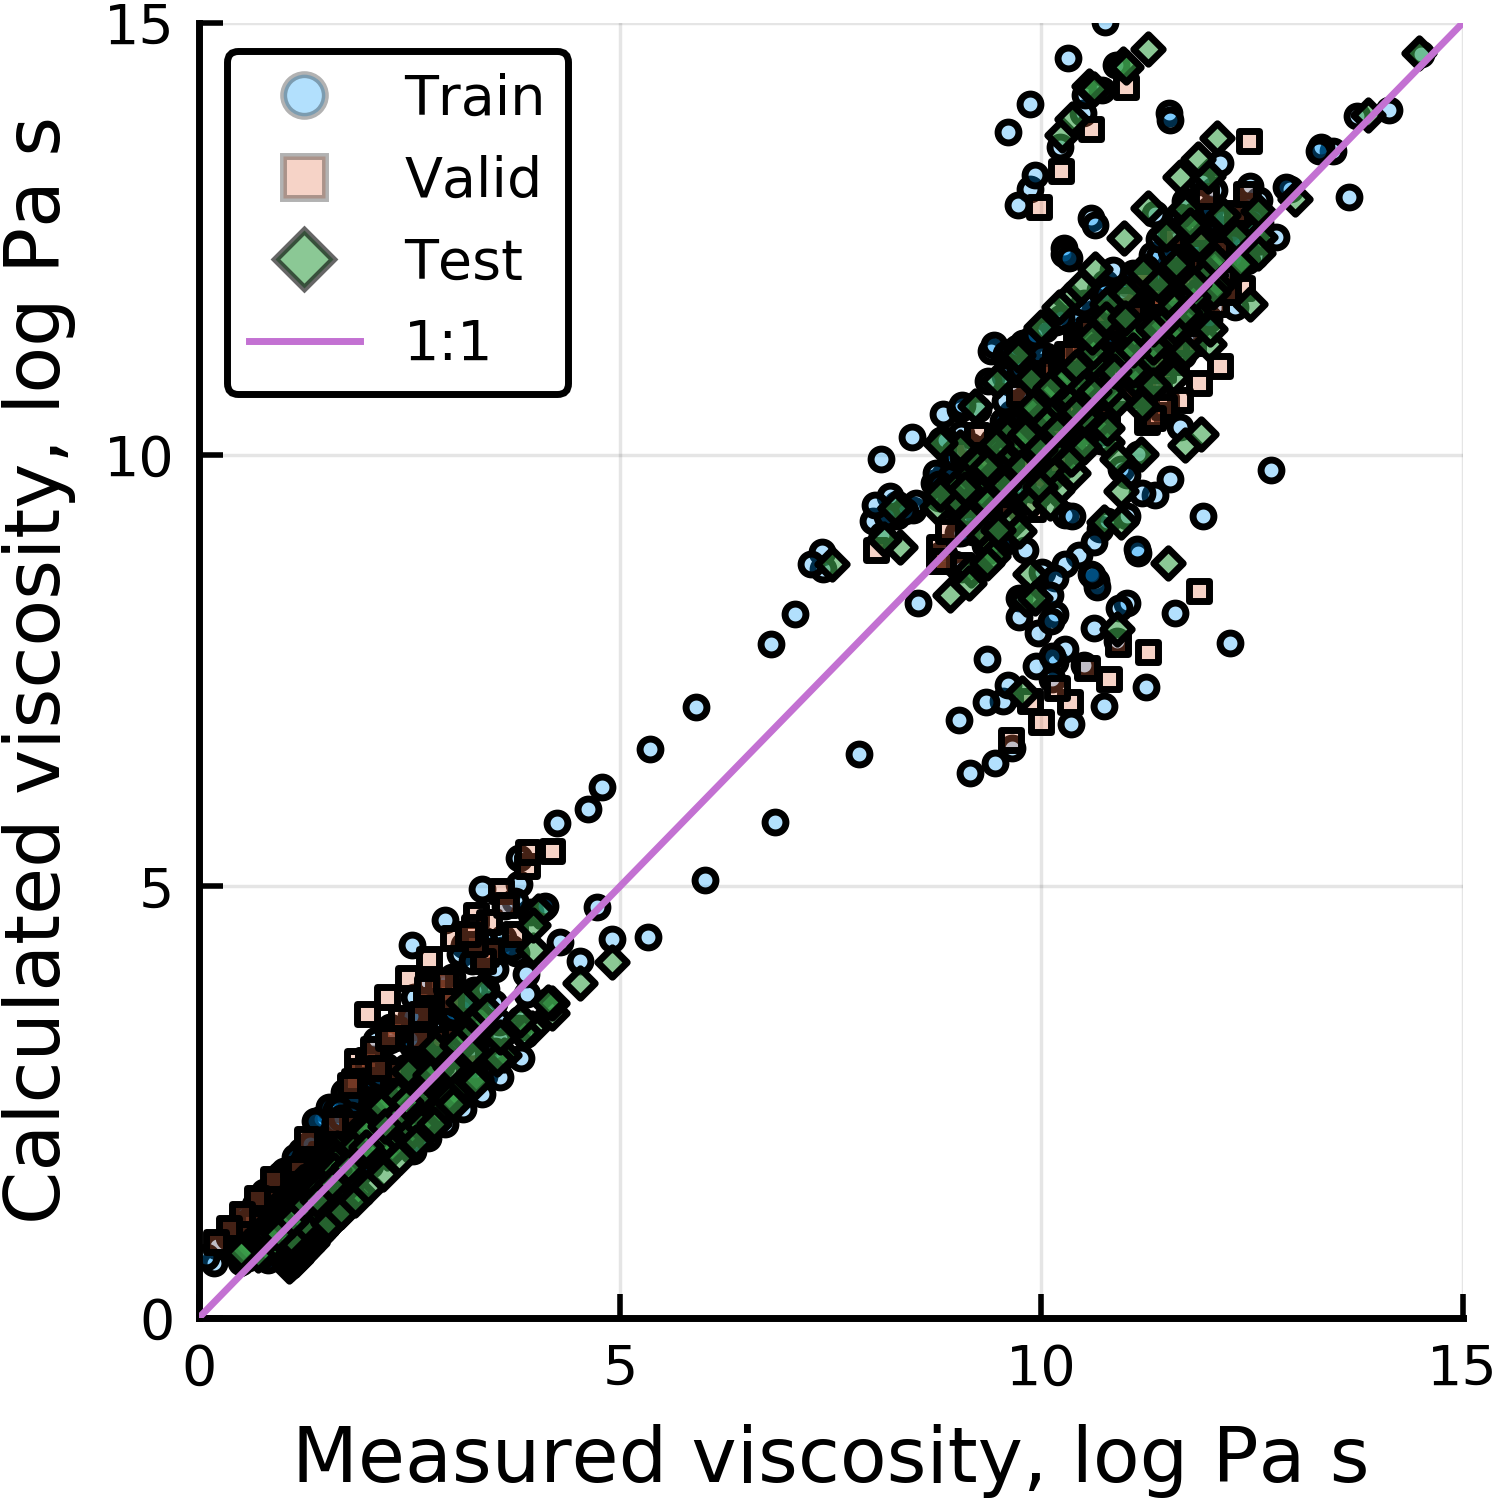 Calculated viscosity, log Pa s
15
10
5
0
Train
Valid
Test
1:1
0 5 10 15
Measured viscosity, log Pa s